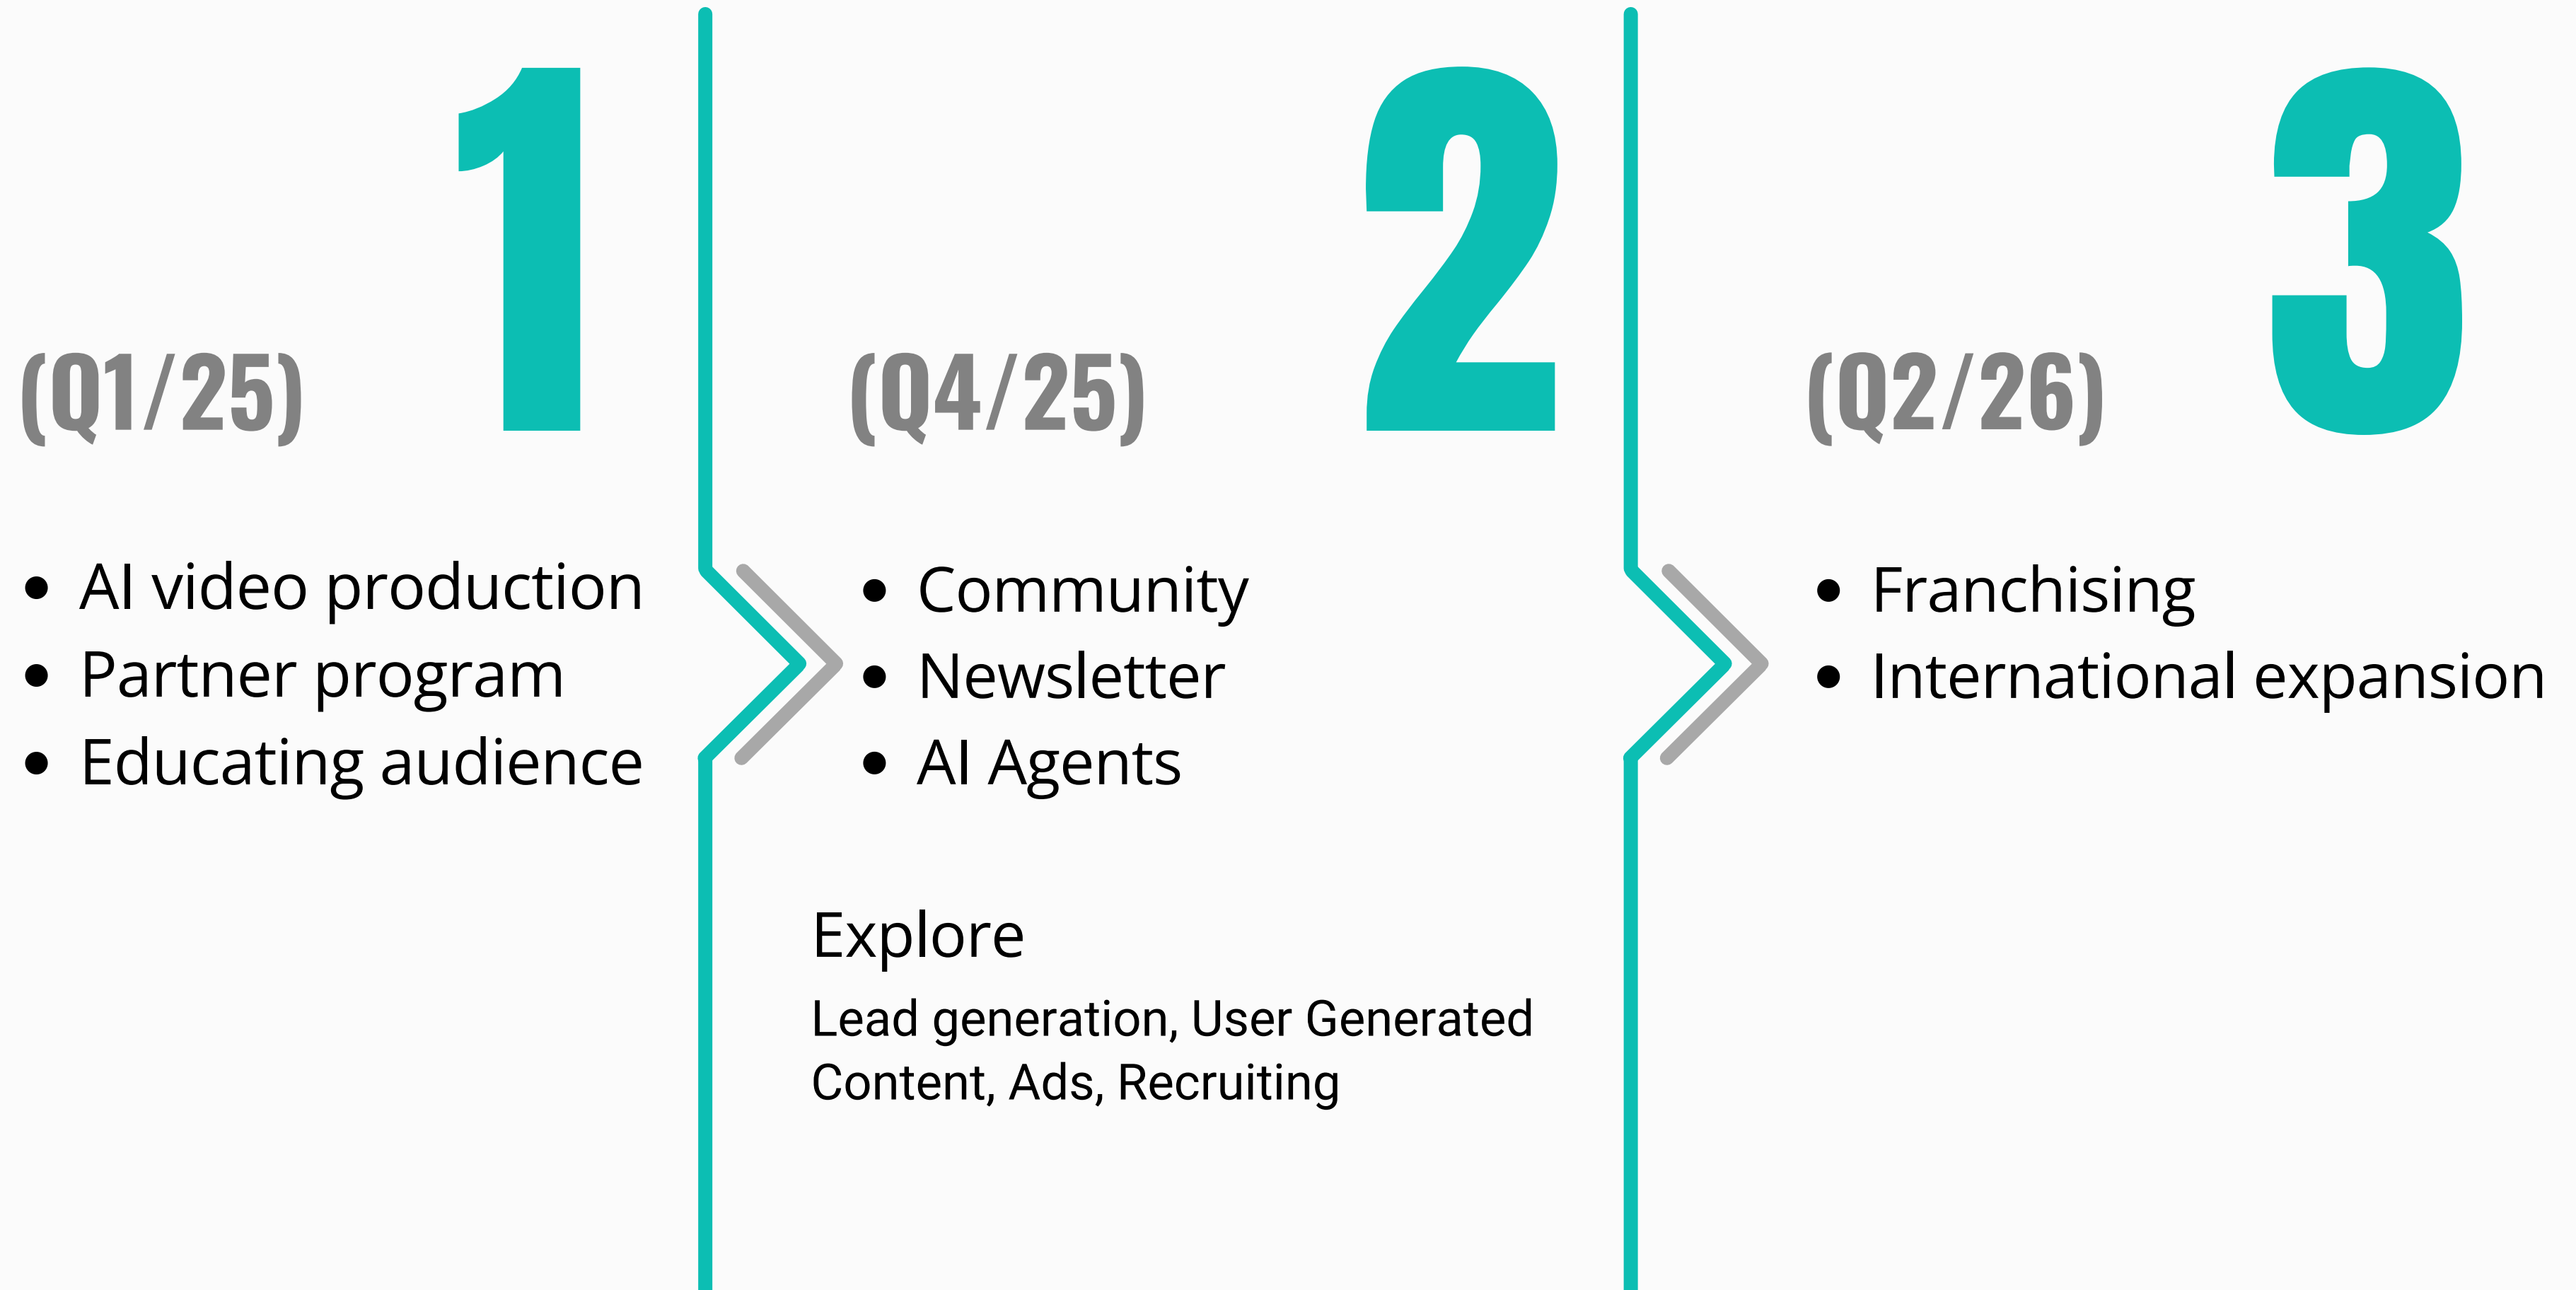 1
(Q1/25)
• AI video production
• Partner program
• Educating audience
2
(Q4/25)
• Community
• Newsletter
• AI Agents
Explore
Lead generation, User Generated
Content, Ads, Recruiting
3
(Q2/26)
• Franchising
• International expansion